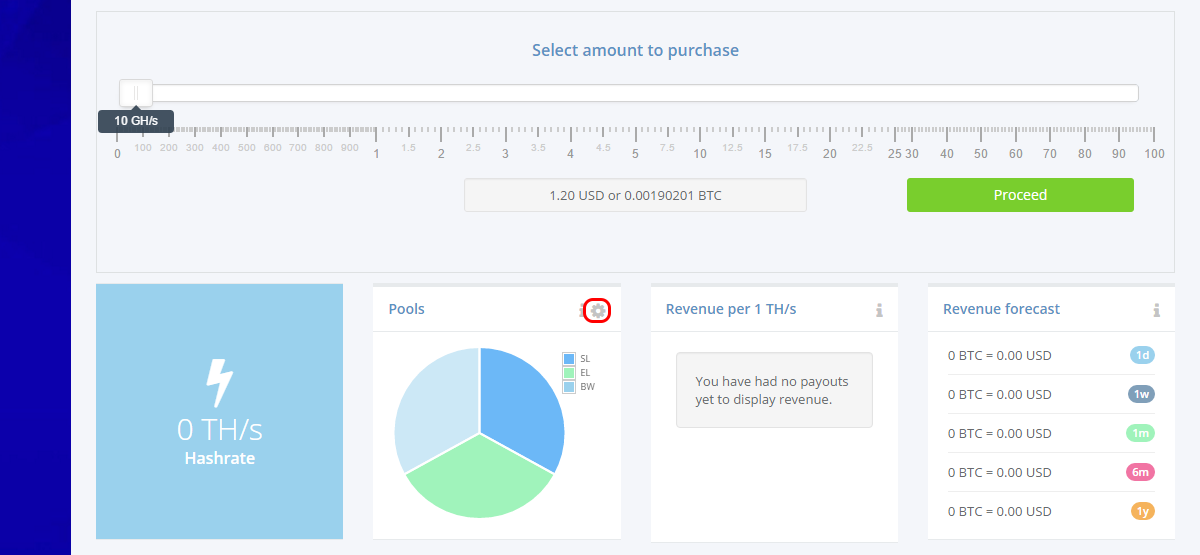 Select amount to purchase
10 GH/s
0 100 200 300 400 500 600 700 800 900 1 1.5 2 2.5 3 3.5 4 4.5 5 7.5 10 12.5 15 17.5 20 22.5 25 30 40 50 60 70 80 90 100
1.20 USD or 0.00190201 BTC
Proceed
0 TH/s
Hashrate
Pools
SL
EL
BW
Revenue per 1 TH/s
You have had no payouts
yet to display revenue.
Revenue forecast
0 BTC = 0.00 USD 1d
0 BTC = 0.00 USD 1w
0 BTC = 0.00 USD 1m
0 BTC = 0.00 USD 6m
0 BTC = 0.00 USD 1y